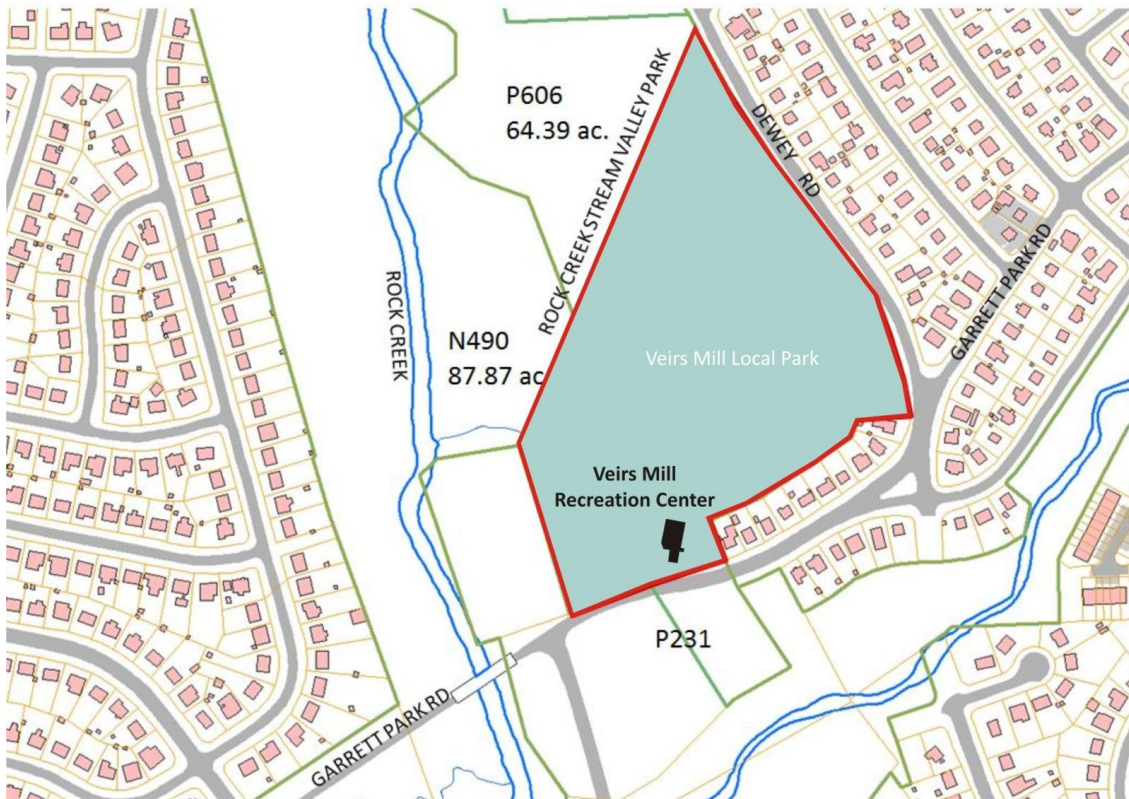 P606
64.39 ac.
ROCK CREEK STREAM VALLEY PARK
DEWEY RD
GARRETT PARK RD
ROCK CREEK
N490
87.87 ac
Veirs Mill Local Park
Veirs Mill
Recreation Center
P231
GARRETT PARK RD